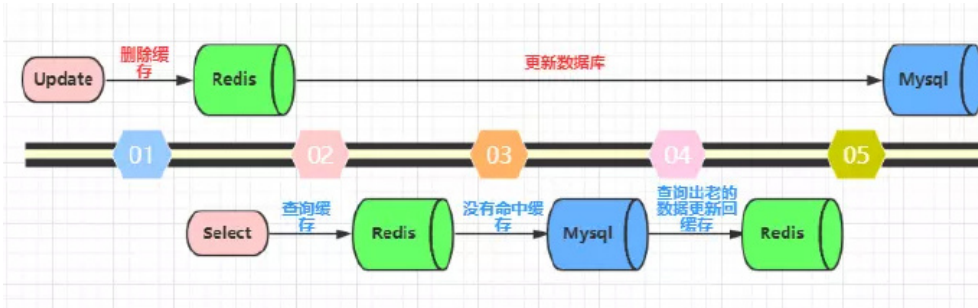 删除缓
存
更新数据库
Update
Redis
Mysql
01
02
03
04
05
查询缓
存
没有命中缓
存
查询出老的
数据更新回
缓存
Select
Redis
Mysql
Redis